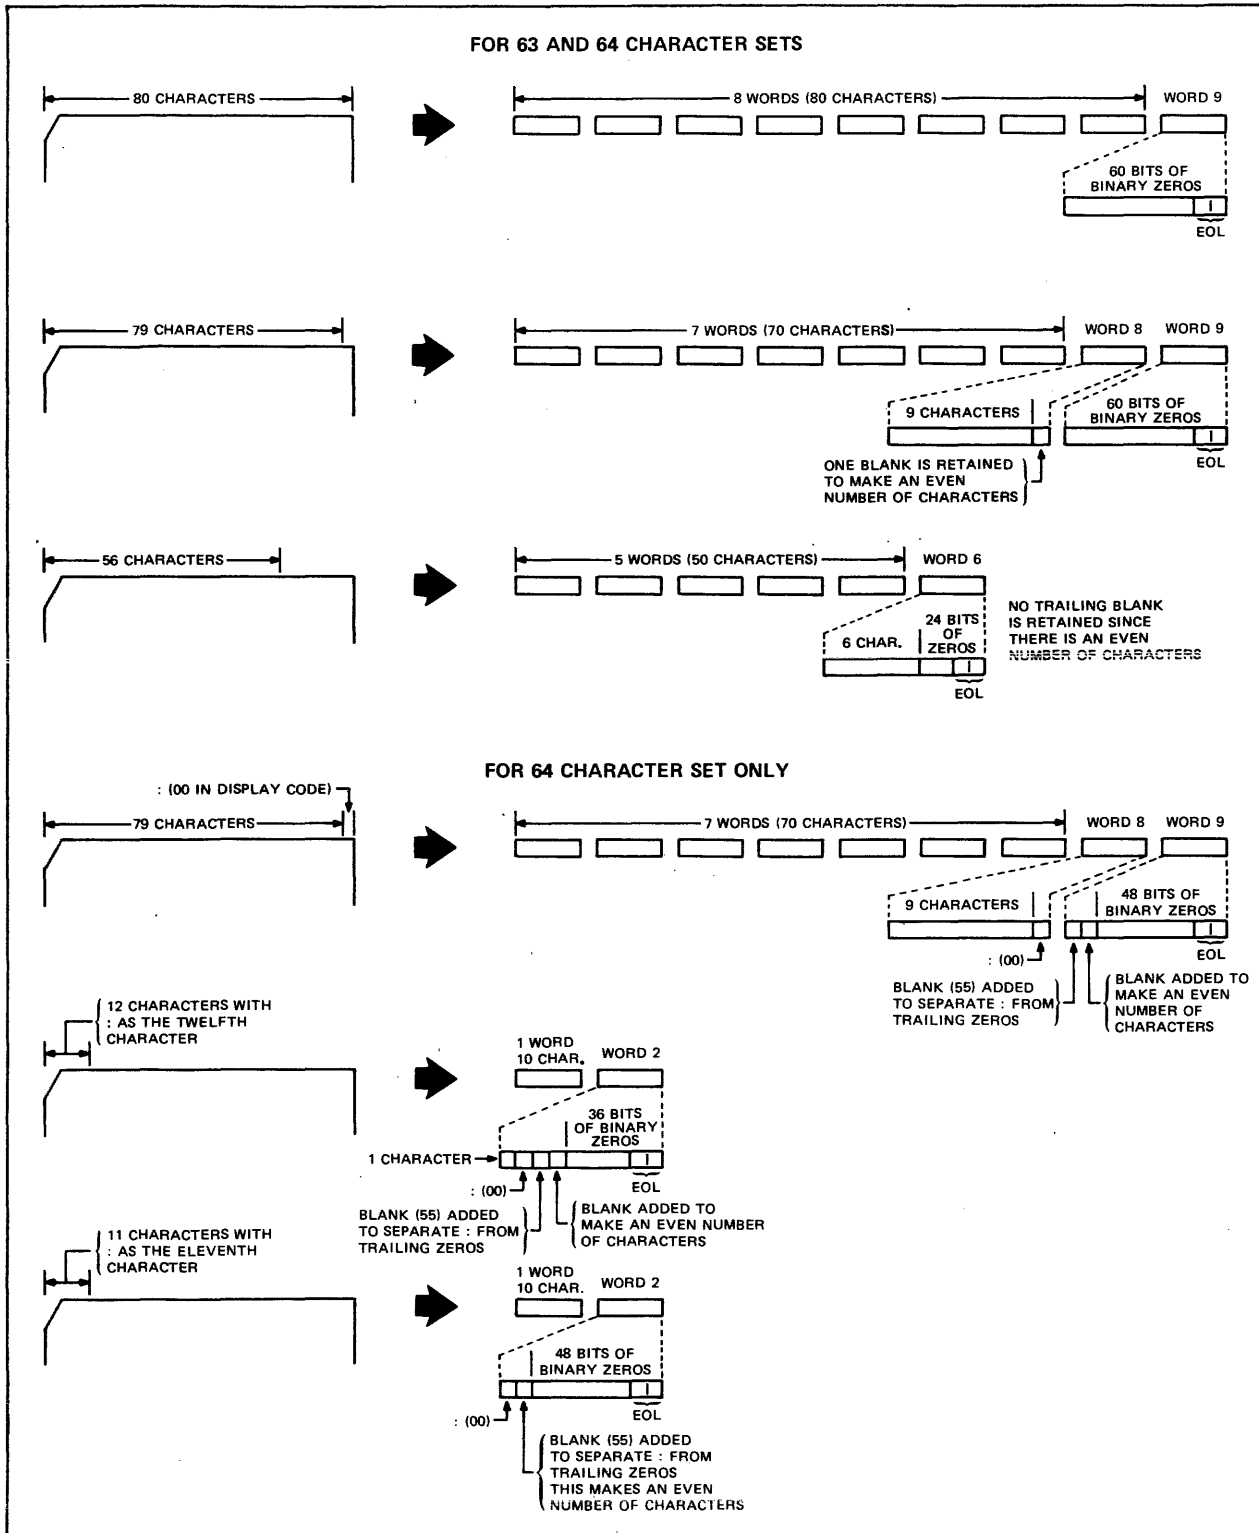 FOR 63 AND 64 CHARACTER SETS
80 CHARACTERS
8 WORDS (80 CHARACTERS)
WORD 9
60 BITS OF
BINARY ZEROS
EOL
79 CHARACTERS
7 WORDS (70 CHARACTERS)
WORD 8
WORD 9
9 CHARACTERS
60 BITS OF
BINARY ZEROS
EOL
ONE BLANK IS RETAINED
TO MAKE AN EVEN
NUMBER OF CHARACTERS
56 CHARACTERS
5 WORDS (50 CHARACTERS)
WORD 6
6 CHAR.
24 BITS
OF
ZEROS
EOL
NO TRAILING BLANK
IS RETAINED SINCE
THERE IS AN EVEN
NUMBER OF CHARACTERS
FOR 64 CHARACTER SET ONLY
: (00 IN DISPLAY CODE)
79 CHARACTERS
7 WORDS (70 CHARACTERS)
WORD 8
WORD 9
9 CHARACTERS
48 BITS OF
BINARY ZEROS
: (00)
EOL
BLANK (55) ADDED
TO SEPARATE : FROM
TRAILING ZEROS
BLANK ADDED TO
MAKE AN EVEN
NUMBER OF
CHARACTERS
12 CHARACTERS WITH
: AS THE TWELFTH
CHARACTER
1 WORD
10 CHAR.
WORD 2
36 BITS
OF BINARY
ZEROS
1 CHARACTER
: (00)
EOL
BLANK (55) ADDED
TO SEPARATE : FROM
TRAILING ZEROS
BLANK ADDED TO
MAKE AN EVEN NUMBER
OF CHARACTERS
11 CHARACTERS WITH
: AS THE ELEVENTH
CHARACTER
1 WORD
10 CHAR.
WORD 2
48 BITS OF
BINARY ZEROS
: (00)
EOL
BLANK (55) ADDED
TO SEPARATE : FROM
TRAILING ZEROS
THIS MAKES AN EVEN
NUMBER OF CHARACTERS